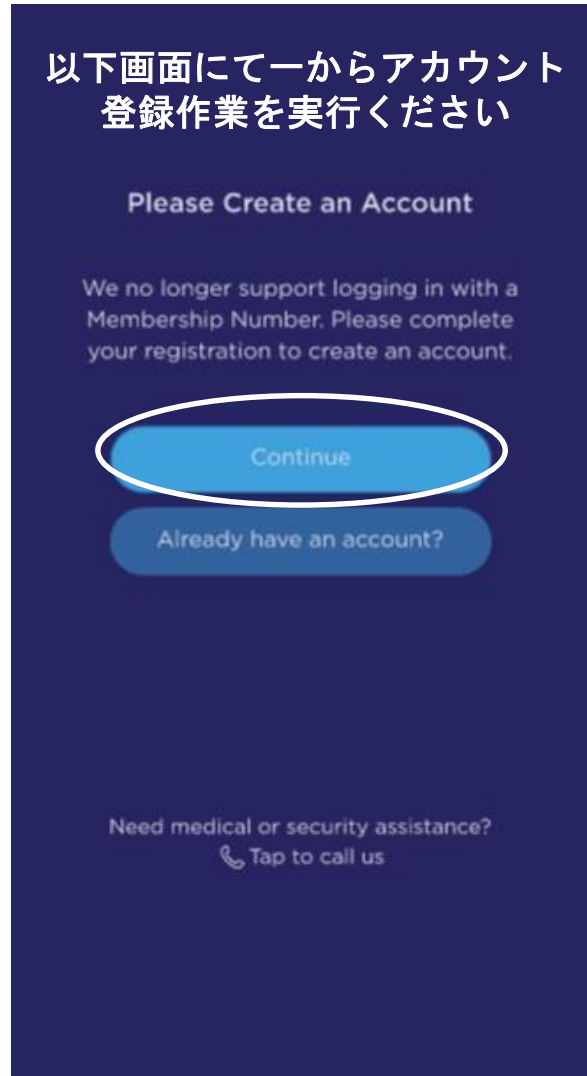 以下画面にて一からアカウント
登録作業を実行ください
Please Create an Account
We no longer support logging in with a
Membership Number. Please complete
your registration to create an account.
Continue
Already have an account?
Need medical or security assistance?
Tap to call us